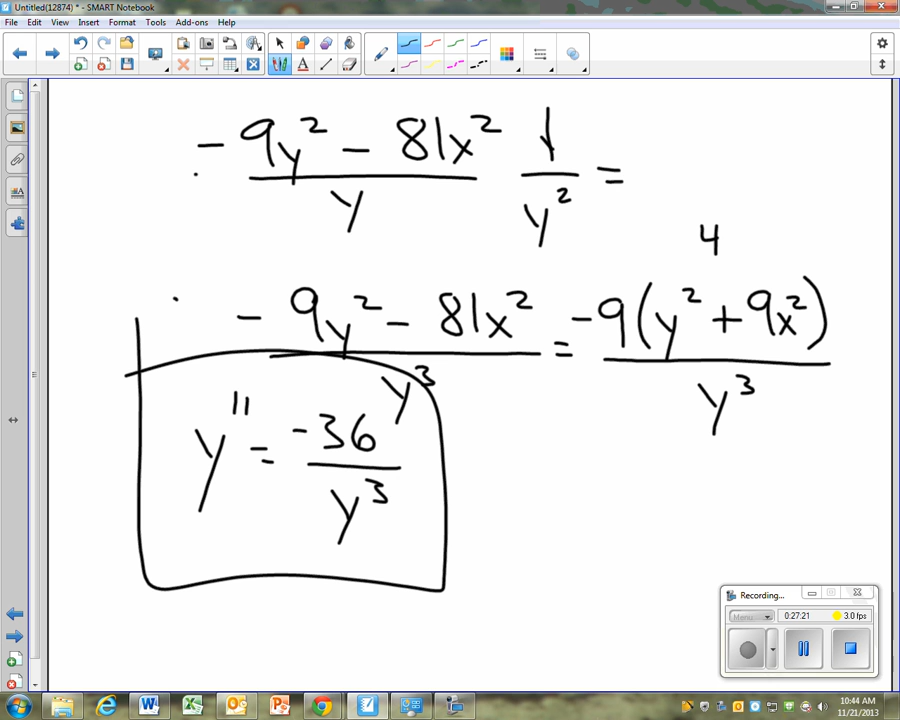 Untitled(12874) * - SMART Notebook
File Edit View Insert Format Tools Add-ons Help
- 9y² - 81x² / y 1 / y² =
4
- 9y² - 81x² / y³ = -9(y² + 9x²) / y³
y'' = -36 / y³
Recording...
Menu 0:27:21 3.0 fps
10:44 AM
11/21/2013